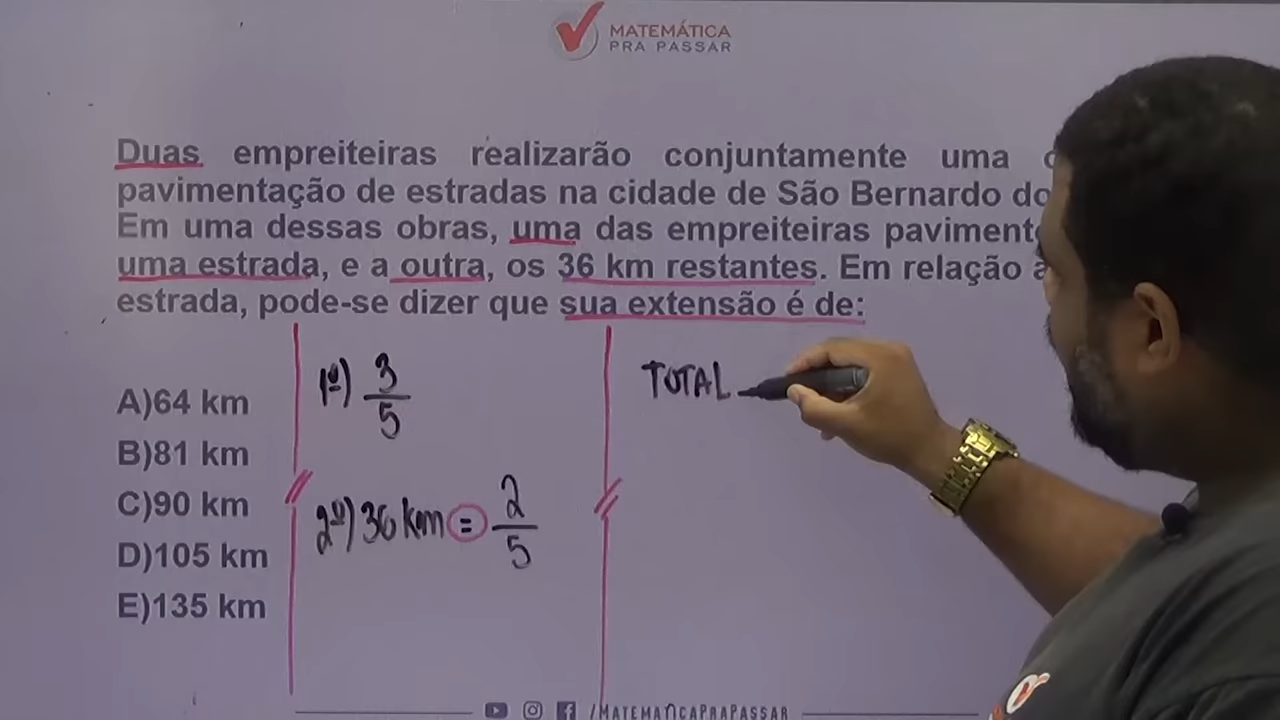 MATEMÁTICA
PRA PASSAR
Duas empreiteiras realizarão conjuntamente uma
pavimentação de estradas na cidade de São Bernardo do
Em uma dessas obras, uma das empreiteiras
uma estrada, e a outra, os 36 km restantes. Em relação
estrada, pode-se dizer que sua extensão é de:
A)64 km
B)81 km
C)90 km
D)105 km
E)135 km
1º) 3/5
2º) 36 km = 2/5
TOTAL
/MATEMATICAPRAPASSAR